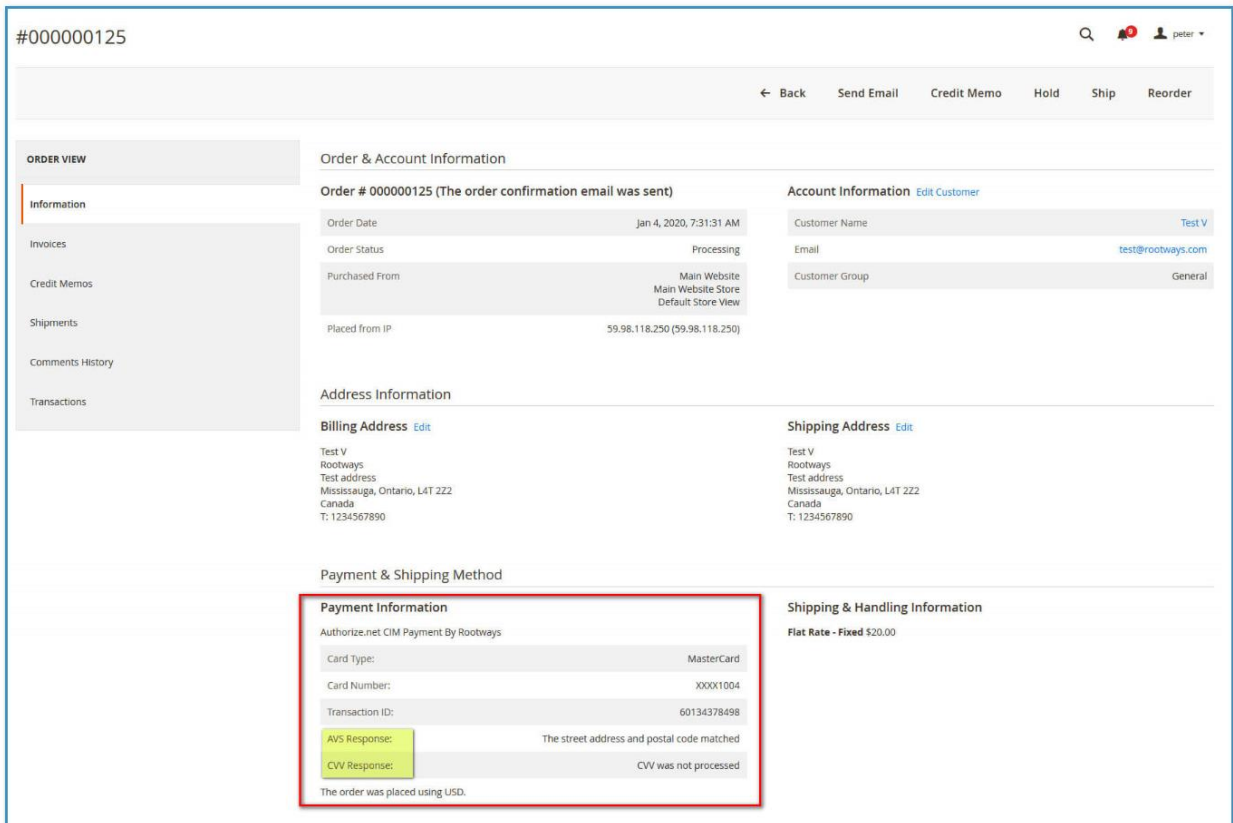 #000000125
9
peter
← Back Send Email Credit Memo Hold Ship Reorder
ORDER VIEW
Information
Invoices
Credit Memos
Shipments
Comments History
Transactions
Order & Account Information
Order # 000000125 (The order confirmation email was sent)
Order Date Jan 4, 2020, 7:31:31 AM
Order Status Processing
Purchased From Main Website
Main Website Store
Default Store View
Placed from IP 59.98.118.250 (59.98.118.250)
Account Information Edit Customer
Customer Name Test V
Email test@rootways.com
Customer Group General
Address Information
Billing Address Edit
Test V
Rootways
Test address
Mississauga, Ontario, L4T 2Z2
Canada
T: 1234567890
Shipping Address Edit
Test V
Rootways
Test address
Mississauga, Ontario, L4T 2Z2
Canada
T: 1234567890
Payment & Shipping Method
Payment Information
Authorize.net CIM Payment By Rootways
Card Type: MasterCard
Card Number: XXXX1004
Transaction ID: 60134378498
AVS Response: The street address and postal code matched
CVV Response: CVV was not processed
The order was placed using USD.
Shipping & Handling Information
Flat Rate - Fixed $20.00